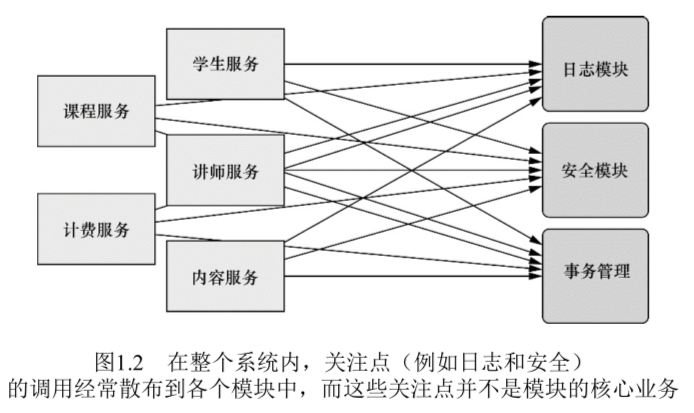 学生服务
日志模块
课程服务
讲师服务
安全模块
计费服务
内容服务
事务管理
图1.2 在整个系统内，关注点（例如日志和安全）
的调用经常散布到各个模块中，而这些关注点并不是模块的核心业务